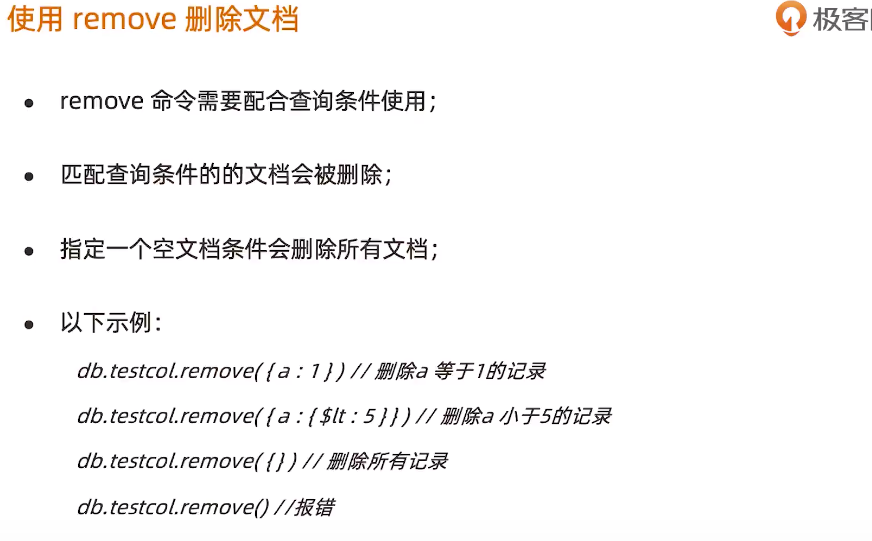 使用 remove 删除文档
极客
• remove 命令需要配合查询条件使用；
• 匹配查询条件的的文档会被删除；
• 指定一个空文档条件会删除所有文档；
• 以下示例：
db.testcol.remove( { a : 1 } ) // 删除a 等于1的记录
db.testcol.remove( { a : { $lt : 5 } } ) // 删除a 小于5的记录
db.testcol.remove( { } ) // 删除所有记录
db.testcol.remove() //报错